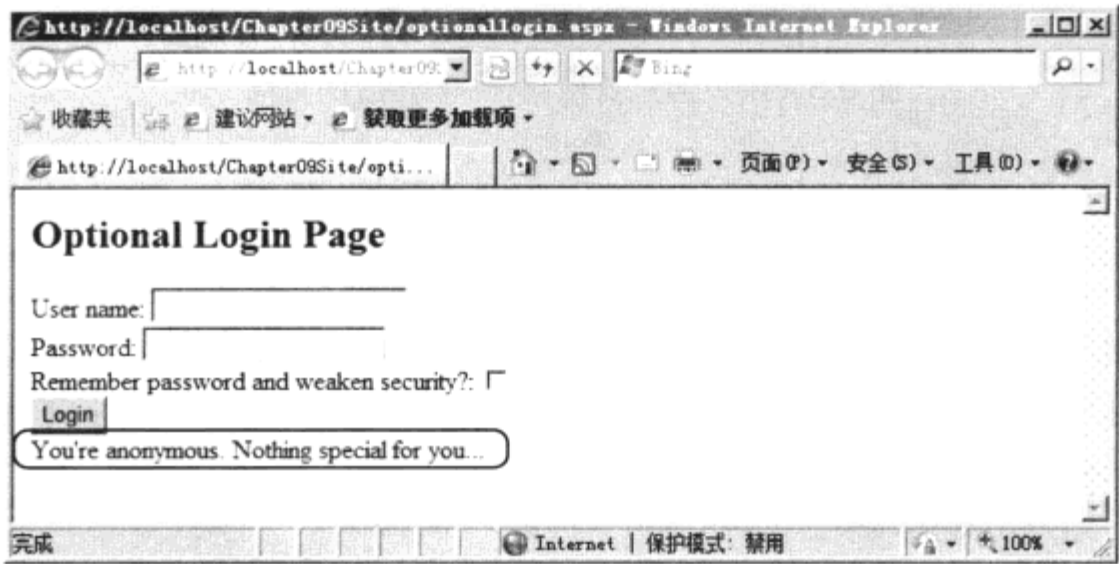 http://localhost/Chapter09Site/optionallogin.aspx - Windows Internet Explorer
http://localhost/Chapter09:
Bing
收藏夹 建议网站 获取更多加载项
http://localhost/Chapter09Site/opti...
页面(P) 安全(S) 工具(O)
Optional Login Page
User name:
Password:
Remember password and weaken security?:
Login
You're anonymous. Nothing special for you...
完成 Internet | 保护模式: 禁用 100%